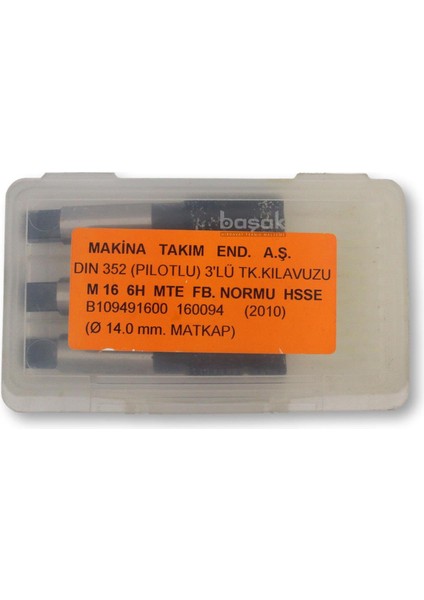 başak
MAKİNA TAKIM END. A.Ş.
DIN 352 (PILOTLU) 3'LÜ TK.KILAVUZU
M 16 6H MTE FB. NORMU HSSE
B109491600 160094 (2010)
(Ø 14.0 mm. MATKAP)